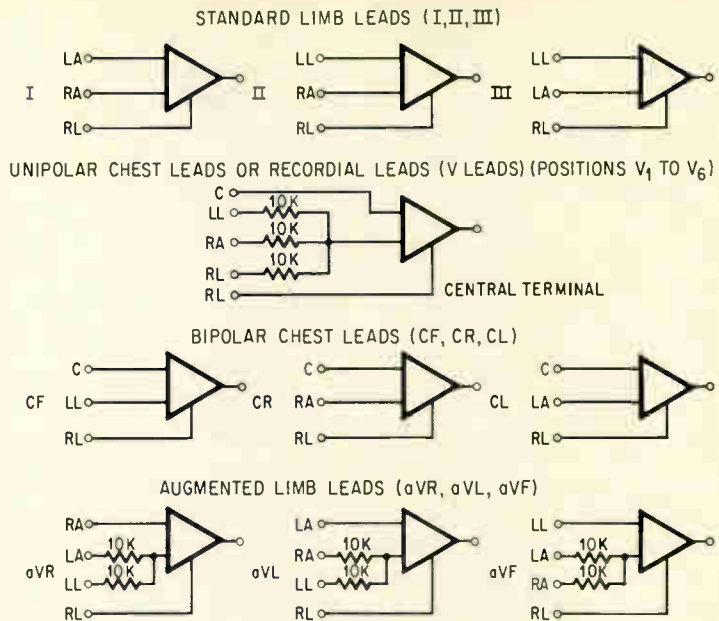 STANDARD LIMB LEADS (I,II,III)
LA
RA
RL
I
LL
RA
RL
II
LL
LA
RL
III
UNIPOLAR CHEST LEADS OR RECORDIAL LEADS (V LEADS) (POSITIONS V1 TO V6)
C
LL 10K
RA 10K
RL 10K
RL
CENTRAL TERMINAL
BIPOLAR CHEST LEADS (CF, CR, CL)
C
CF LL
RL
C
CR RA
RL
C
CL LA
RL
AUGMENTED LIMB LEADS (aVR, aVL, aVF)
RA
LA 10K
aVR
LL 10K
RL
LA
RA 10K
aVL
LL 10K
RL
LL
LA 10K
aVF
RA 10K
RL